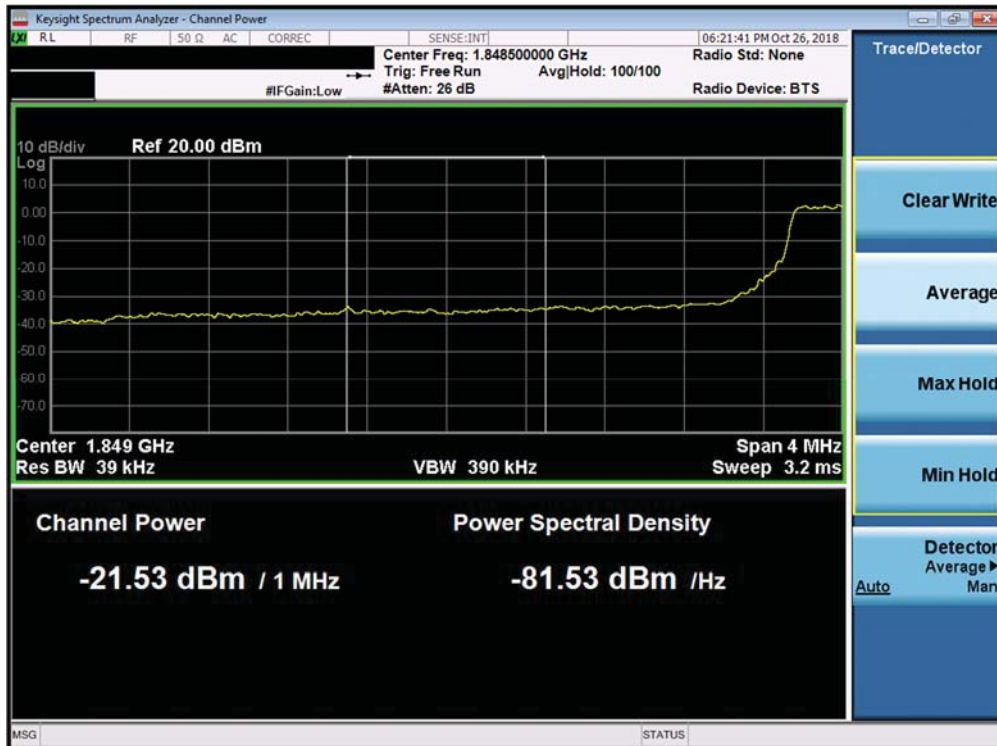 Keysight Spectrum Analyzer - Channel Power
LXI RL RF 50 Ω AC CORREC SENSE:INT 06:21:41 PM Oct 26, 2018
Center Freq: 1.848500000 GHz Radio Std: None
Trig: Free Run Avg|Hold: 100/100
#IFGain:Low #Atten: 26 dB Radio Device: BTS
10 dB/div Ref 20.00 dBm
Log
10.0
0.00
-10.0
-20.0
-30.0
-40.0
-50.0
-60.0
-70.0
Center 1.849 GHz Span 4 MHz
Res BW 39 kHz VBW 390 kHz Sweep 3.2 ms
Channel Power Power Spectral Density
-21.53 dBm / 1 MHz -81.53 dBm /Hz
MSG STATUS
Trace/Detector
Clear Write
Average
Max Hold
Min Hold
Detector
Average▶
Auto Man